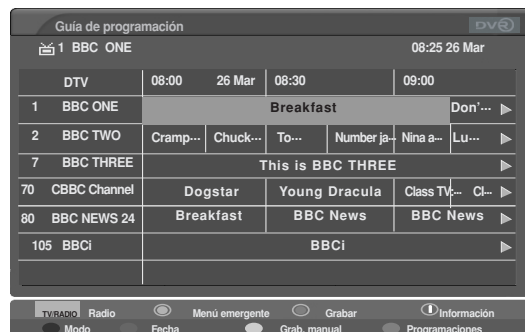 Guía de programación DVR
1 BBC ONE 08:25 26 Mar
DTV 08:00 26 Mar 08:30 09:00
1 BBC ONE Breakfast Don'...
2 BBC TWO Cramp... Chuck... To... Number ja... Nina a... Lu...
7 BBC THREE This is BBC THREE
70 CBBC Channel Dogstar Young Dracula Class TV:... Cl...
80 BBC NEWS 24 Breakfast BBC News BBC News
105 BBCi BBCi
TV/RADIO Radio Menú emergente Grabar Información
Modo Fecha Grab. manual Programaciones